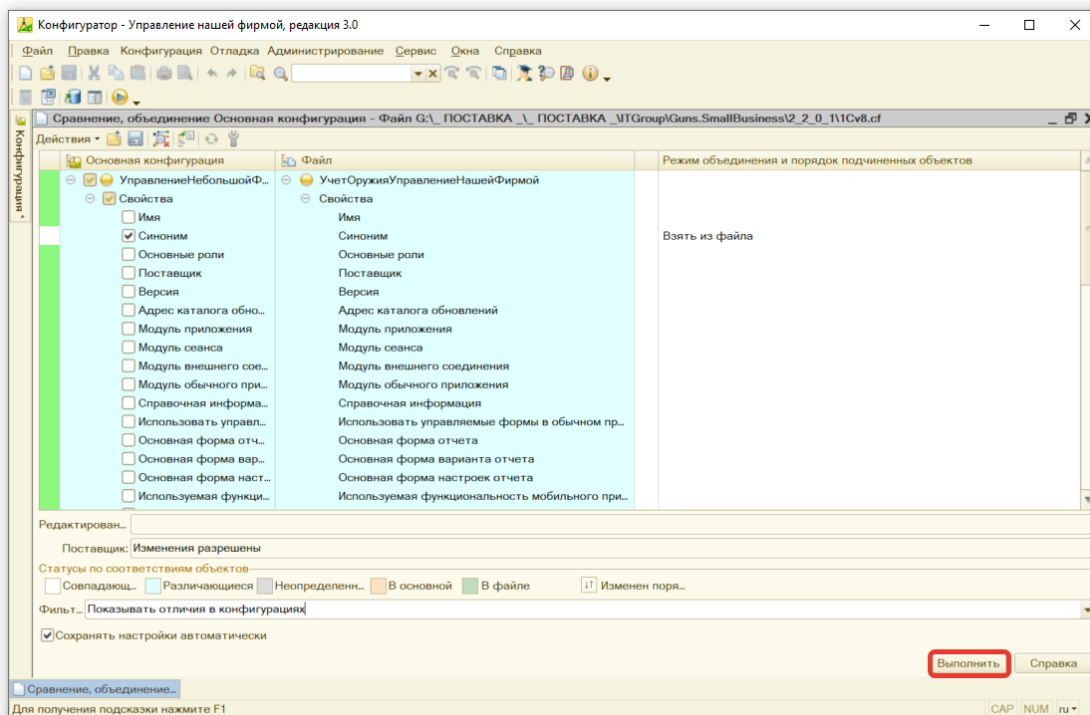 Конфигуратор - Управление нашей фирмой, редакция 3.0
Файл Правка Конфигурация Отладка Администрирование Сервис Окна Справка
Конфигурация *
Сравнение, объединение Основная конфигурация - Файл G:\_ ПОСТАВКА _\_ ПОСТАВКА _\ITGroup\Guns.SmallBusiness\2_2_0_1\1Cv8.cf
Действия
Основная конфигурация Файл Режим объединения и порядок подчиненных объектов
УправлениеНебольшойФ... УчетОружияУправлениеНашейФирмой
Свойства Свойства
Имя Имя
Синоним Синоним Взять из файла
Основные роли Основные роли
Поставщик Поставщик
Версия Версия
Адрес каталога обно... Адрес каталога обновлений
Модуль приложения Модуль приложения
Модуль сеанса Модуль сеанса
Модуль внешнего сое... Модуль внешнего соединения
Модуль обычного при... Модуль обычного приложения
Справочная информа... Справочная информация
Использовать управл... Использовать управляемые формы в обычном пр...
Основная форма отч... Основная форма отчета
Основная форма вар... Основная форма варианта отчета
Основная форма наст... Основная форма настроек отчета
Используемая функци... Используемая функциональность мобильного при...
Редактирован...
Поставщик: Изменения разрешены
Статусы по соответствиям объектов
Совпадающ... Различающиеся Неопределенн... В основной В файле Изменен поря...
Фильт... Показывать отличия в конфигурациях
Сохранять настройки автоматически
Выполнить Справка
Сравнение, объединение...
Для получения подсказки нажмите F1 CAP NUM ru